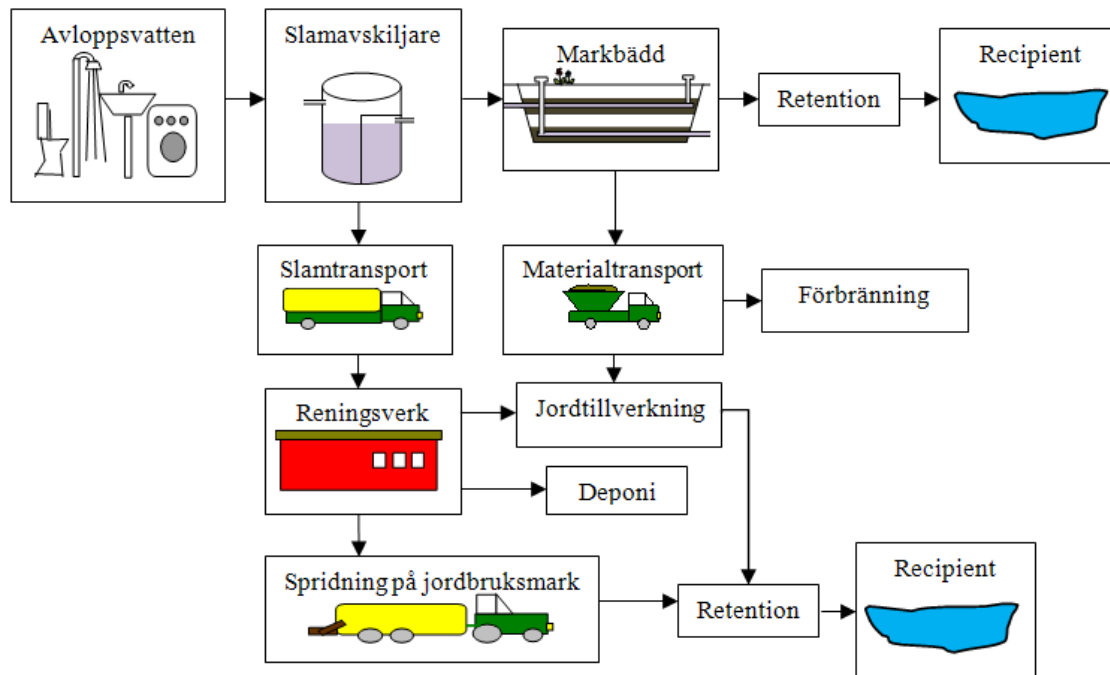 Avloppsvatten
Slamavskiljare
Markbädd
Retention
Recipient
Slamtransport
Materialtransport
Förbränning
Reningsverk
Jordtillverkning
Deponi
Spridning på jordbruksmark
Retention
Recipient